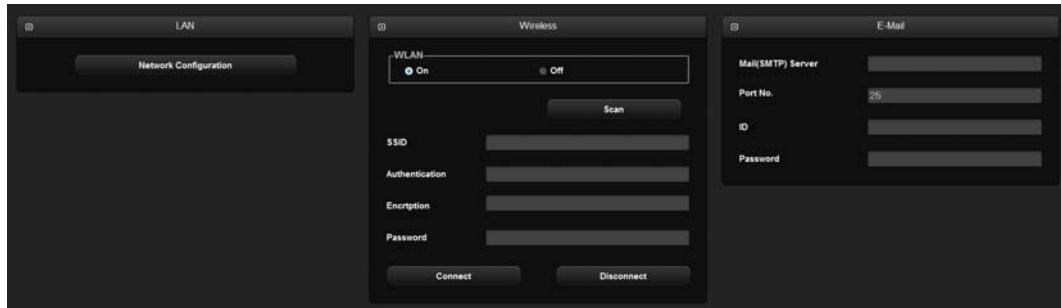 LAN
Network Configuration
Wireless
WLAN
On Off
Scan
SSID
Authentication
Encrtption
Password
Connect Disconnect
E-Mail
Mail(SMTP) Server
Port No. 25
ID
Password